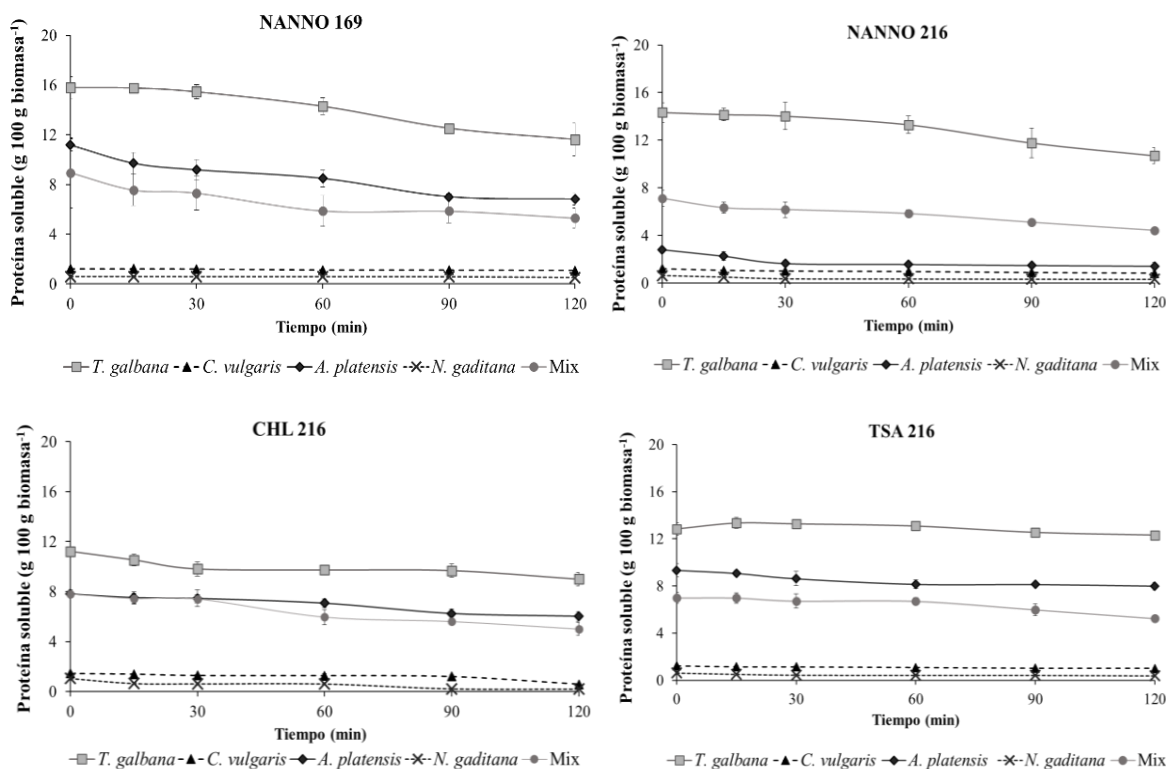 NANNO 169
Proteína soluble (g 100 g biomasa-1)
20
16
12
8
4
0
0 30 60 90 120
Tiempo (min)
T. galbana C. vulgaris A. platensis N. gaditana Mix
NANNO 216
Proteína soluble (g 100 g biomasa-1)
20
16
12
8
4
0
0 30 60 90 120
Tiempo (min)
T. galbana C. vulgaris A. platensis N. gaditana Mix
CHL 216
Proteína soluble (g 100 g biomasa-1)
20
16
12
8
4
0
0 30 60 90 120
Tiempo (min)
T. galbana C. vulgaris A. platensis N. gaditana Mix
TSA 216
Proteína soluble (g 100 g biomasa-1)
20
16
12
8
4
0
0 30 60 90 120
Tiempo (min)
T. galbana C. vulgaris A. platensis N. gaditana Mix